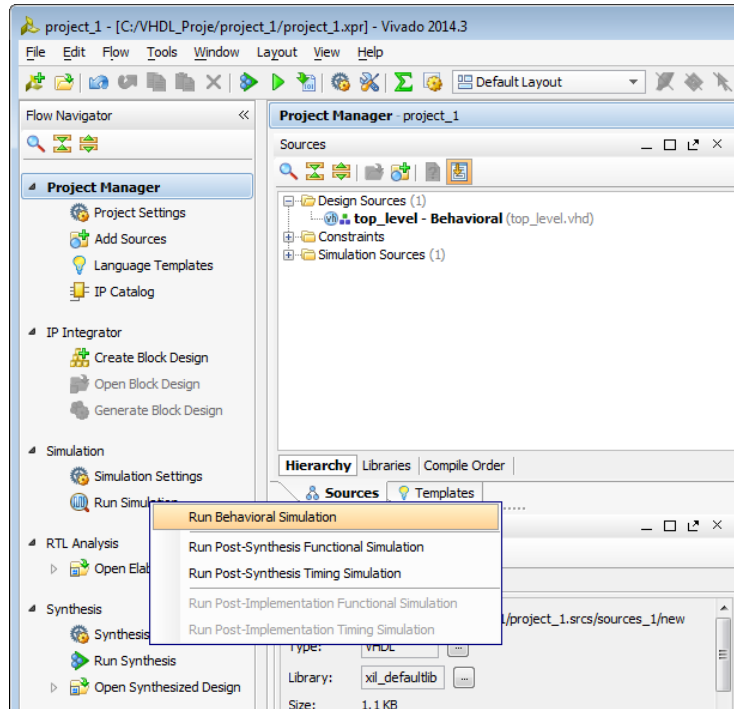 project_1 - [C:/VHDL_Proje/project_1/project_1.xpr] - Vivado 2014.3
File Edit Flow Tools Window Layout View Help
Default Layout
Flow Navigator
Project Manager - project_1
Sources
Project Manager
Project Settings
Add Sources
Language Templates
IP Catalog
Design Sources (1)
top_level - Behavioral (top_level.vhd)
Constraints
Simulation Sources (1)
IP Integrator
Create Block Design
Open Block Design
Generate Block Design
Simulation
Simulation Settings
Run Simulation
Hierarchy Libraries Compile Order
Sources Templates
Run Behavioral Simulation
Run Post-Synthesis Functional Simulation
Run Post-Synthesis Timing Simulation
Run Post-Implementation Functional Simulation
Run Post-Implementation Timing Simulation
RTL Analysis
Open Elab
Synthesis
Synthesis
Run Synthesis
Open Synthesized Design
1/project_1.srcs/sources_1/new
Type: VHDL ...
Library: xil_defaultlib ...
Size: 1.1 KB